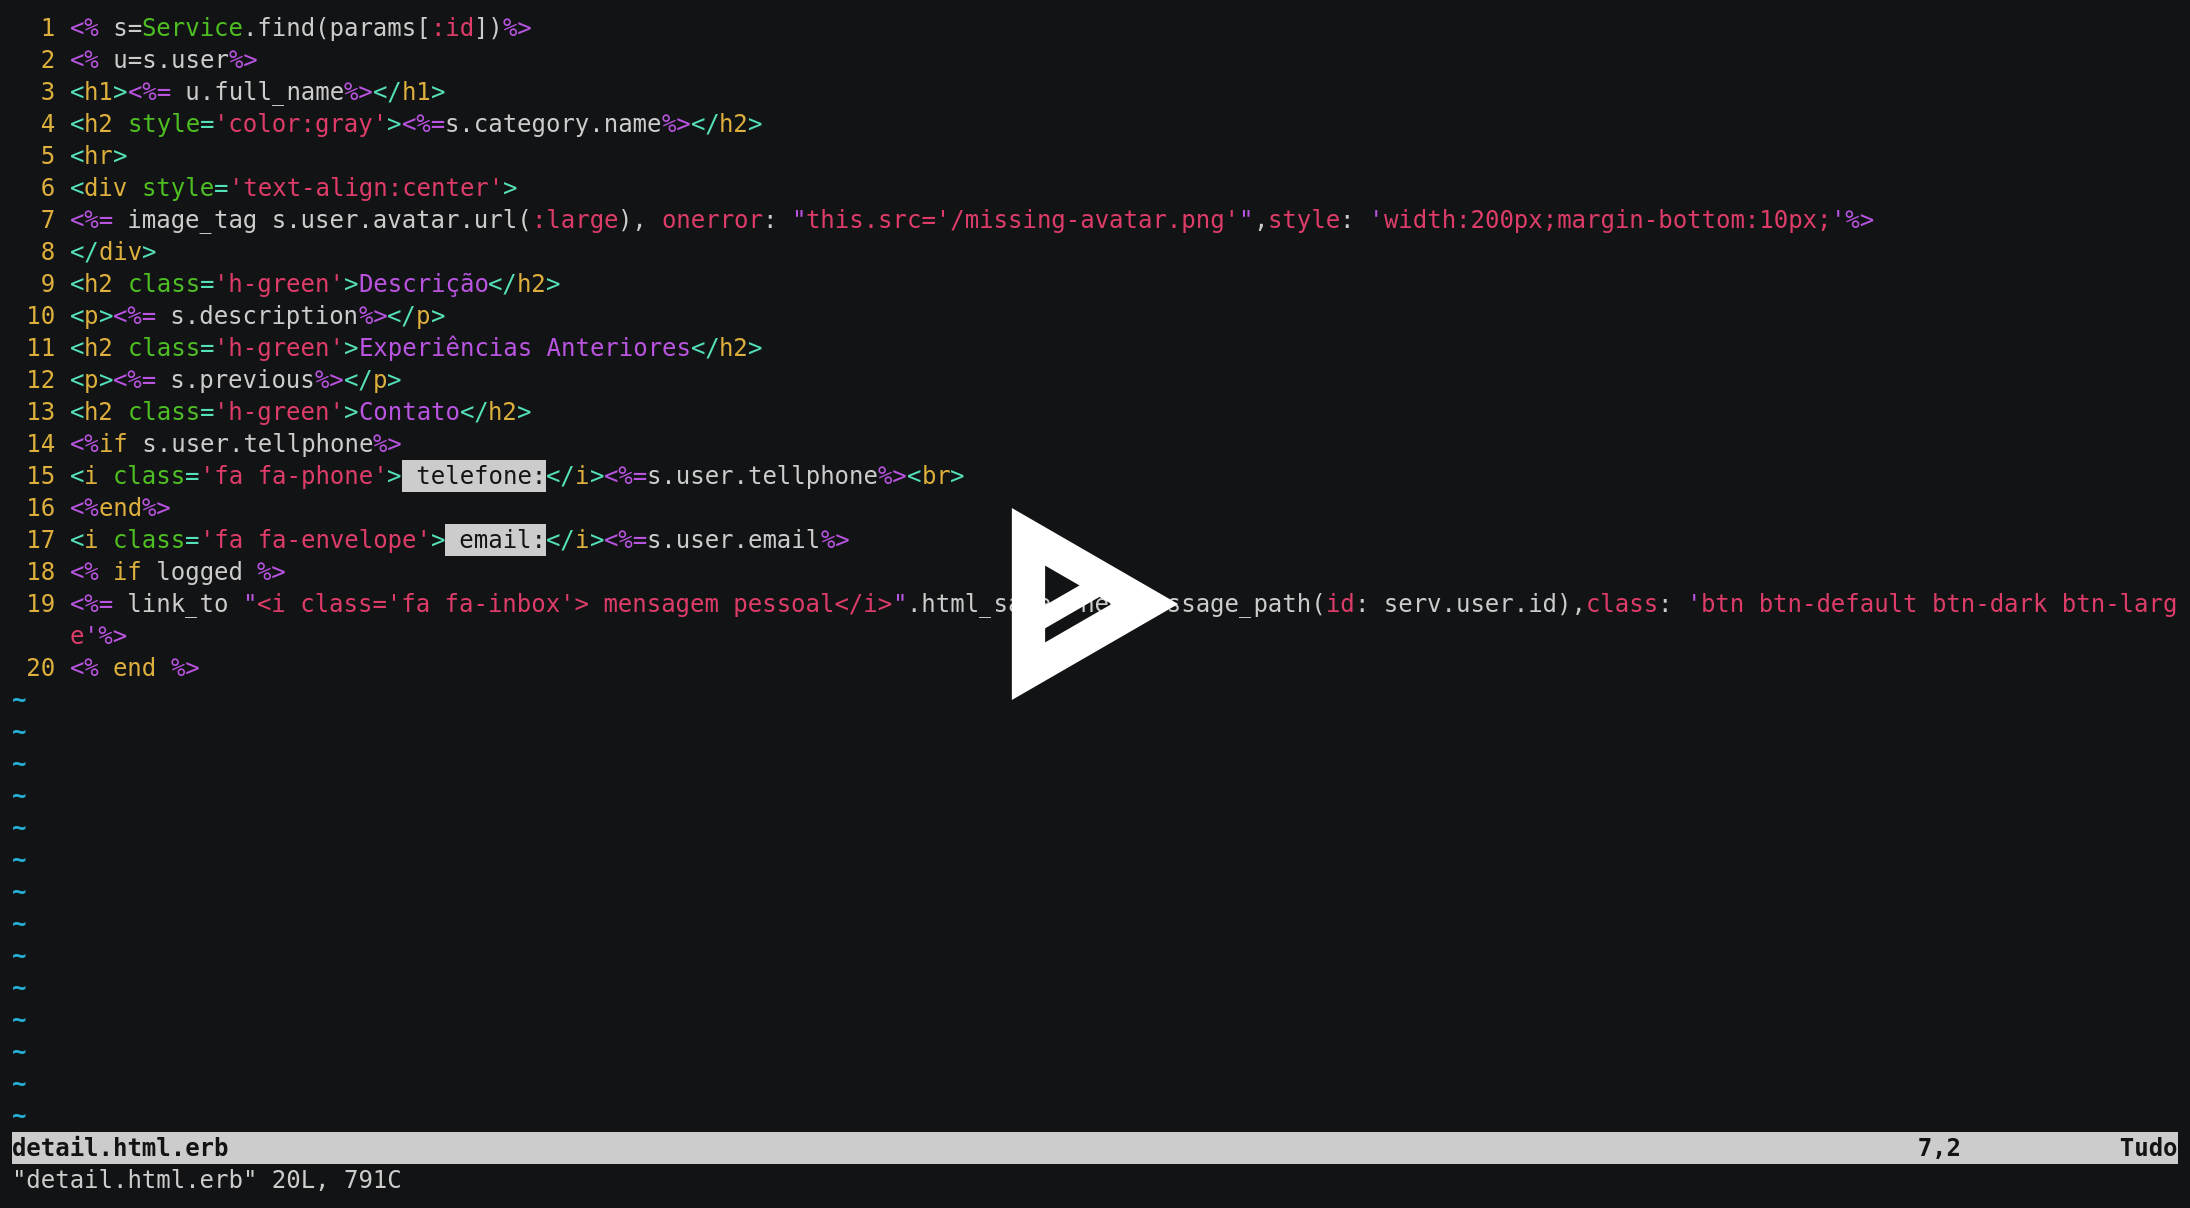 1 <% s=Service.find(params[:id])%>
2 <% u=s.user%>
3 <h1><%= u.full_name%></h1>
4 <h2 style='color:gray'><%=s.category.name%></h2>
5 <hr>
6 <div style='text-align:center'>
7 <%= image_tag s.user.avatar.url(:large), onerror: "this.src='/missing-avatar.png'",style: 'width:200px;margin-bottom:10px;'%>
8 </div>
9 <h2 class='h-green'>Descrição</h2>
10 <p><%= s.description%></p>
11 <h2 class='h-green'>Experiências Anteriores</h2>
12 <p><%= s.previous%></p>
13 <h2 class='h-green'>Contato</h2>
14 <%if s.user.tellphone%>
15 <i class='fa fa-phone'> telefone:</i><%=s.user.tellphone%><br>
16 <%end%>
17 <i class='fa fa-envelope'> email:</i><%=s.user.email%>
18 <% if logged %>
19 <%= link_to "<i class='fa fa-inbox'> mensagem pessoal</i>" (id: serv.user.id),class: 'btn btn-default btn-dark btn-larg
e'%>
20 <% end %>
~
~
~
~
~
~
~
~
~
~
~
~
~
~
detail.html.erb 7,2 Tudo
"detail.html.erb" 20L, 791C